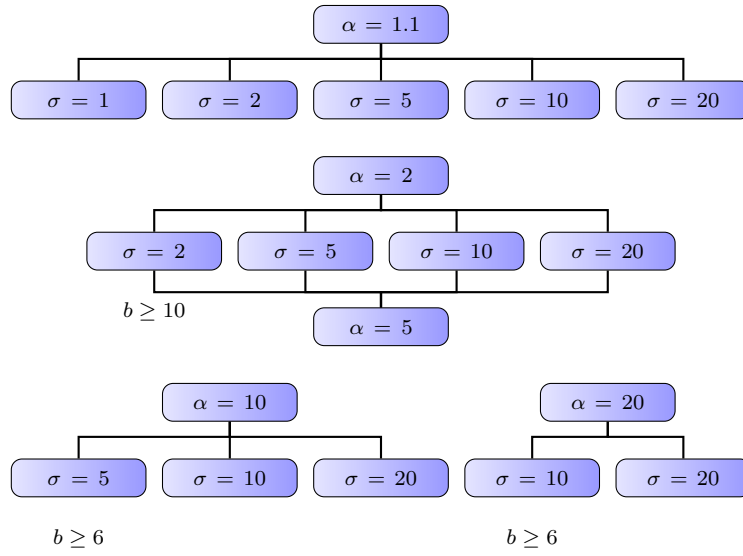 α = 1.1
σ = 1 σ = 2 σ = 5 σ = 10 σ = 20
α = 2
σ = 2 σ = 5 σ = 10 σ = 20
b ≥ 10
α = 5
α = 10 α = 20
σ = 5 σ = 10 σ = 20 σ = 10 σ = 20
b ≥ 6 b ≥ 6